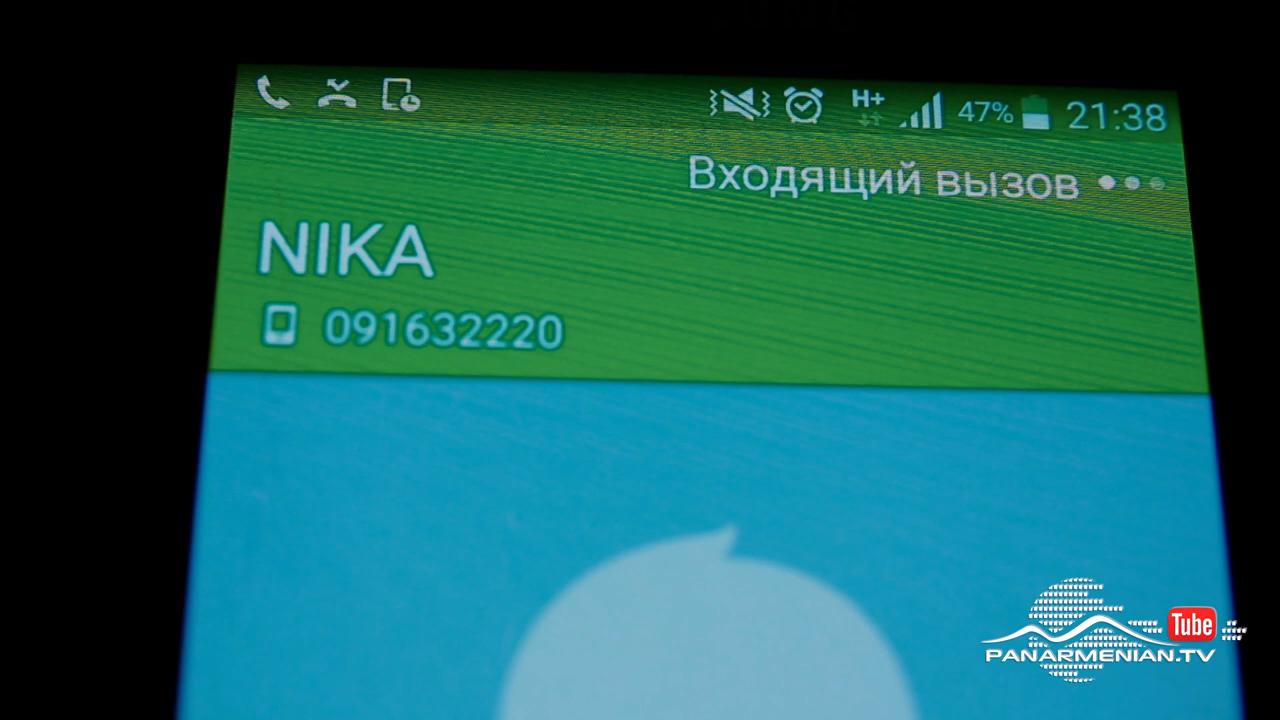 H+ 47% 21:38
Входящий вызов
NIKA
091632220
Tube
PANARMENIAN.TV